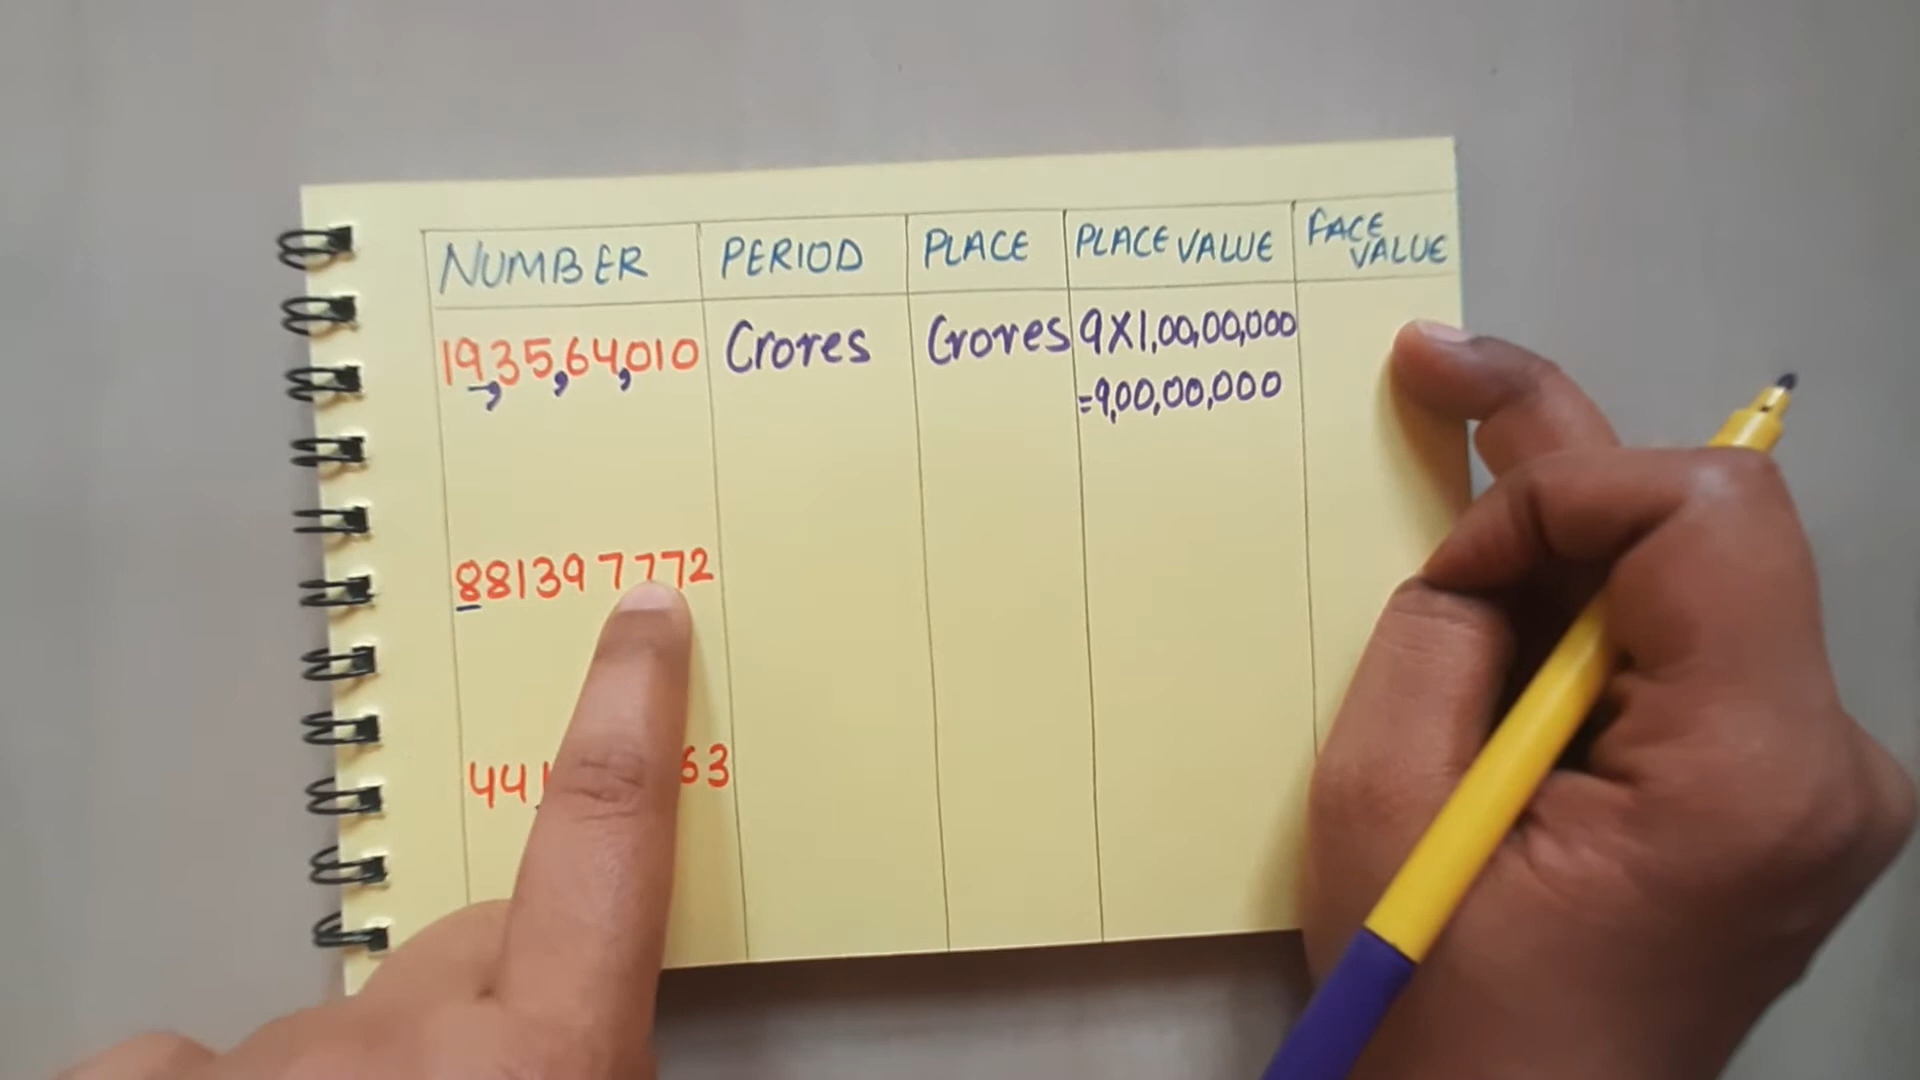 NUMBER PERIOD PLACE PLACE VALUE FACE VALUE
19,35,64,010 Crores Crores 9X1,00,00,000
=9,00,00,000
8813977772
44 63